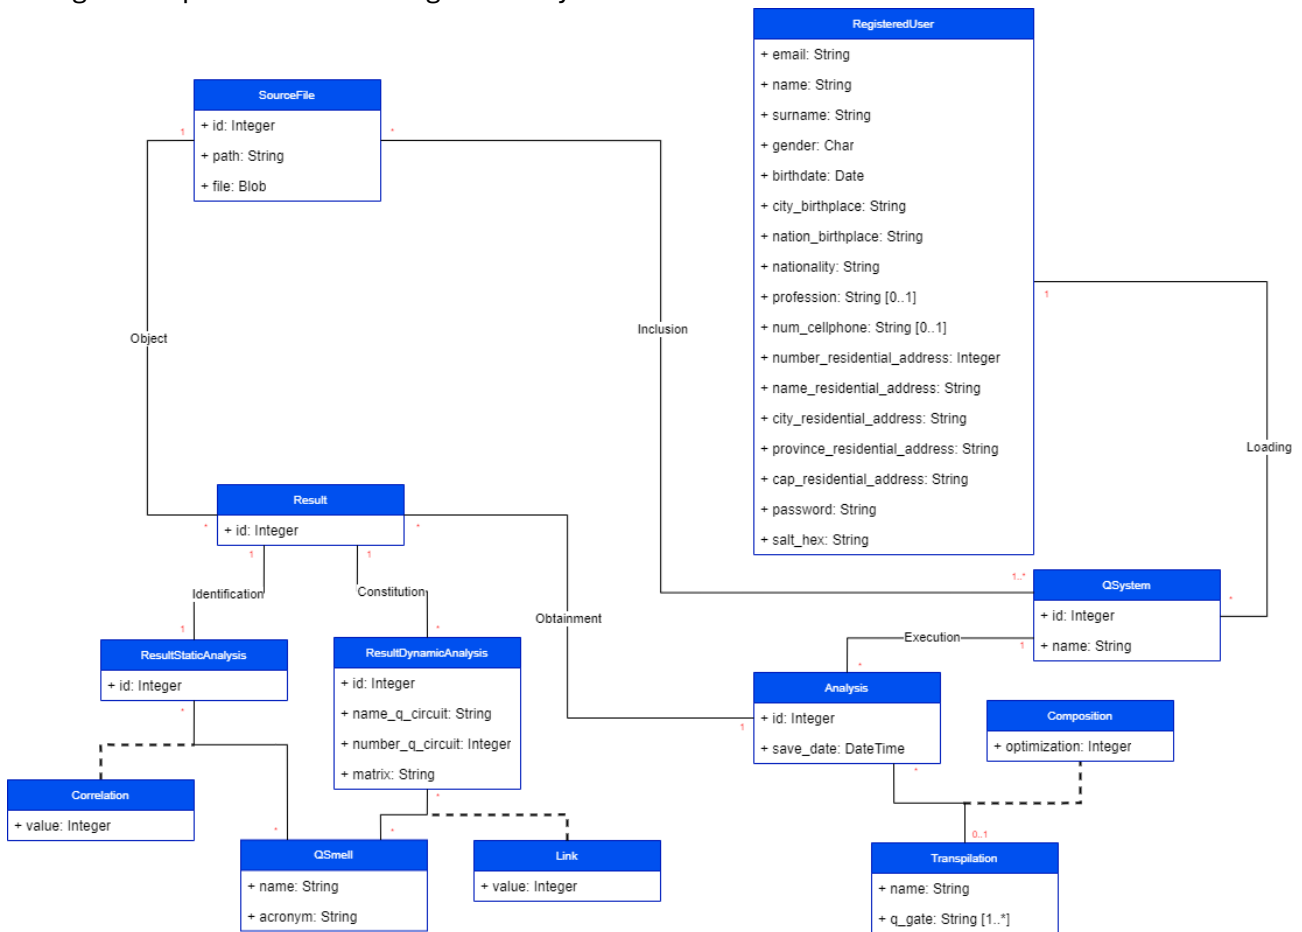 RegisteredUser
+ email: String
+ name: String
+ surname: String
+ gender: Char
+ birthdate: Date
+ city_birthplace: String
+ nation_birthplace: String
+ nationality: String
+ profession: String [0..1]
+ num_cellphone: String [0..1]
+ number_residential_address: Integer
+ name_residential_address: String
+ city_residential_address: String
+ province_residential_address: String
+ cap_residential_address: String
+ password: String
+ salt_hex: String
SourceFile
+ id: Integer
+ path: String
+ file: Blob
1
*
1
Object
Inclusion
Loading
Result
+ id: Integer
*
*
1
1
1..*
QSystem
+ id: Integer
+ name: String
*
1
Identification
Constitution
Obtainment
Execution
1
*
*
ResultStaticAnalysis
+ id: Integer
*
ResultDynamicAnalysis
+ id: Integer
+ name_q_circuit: String
+ number_q_circuit: Integer
+ matrix: String
*
Analysis
+ id: Integer
+ save_date: DateTime
1
*
Composition
+ optimization: Integer
Correlation
+ value: Integer
*
*
QSmell
+ name: String
+ acronym: String
Link
+ value: Integer
0..1
Transpilation
+ name: String
+ q_gate: String [1..*]